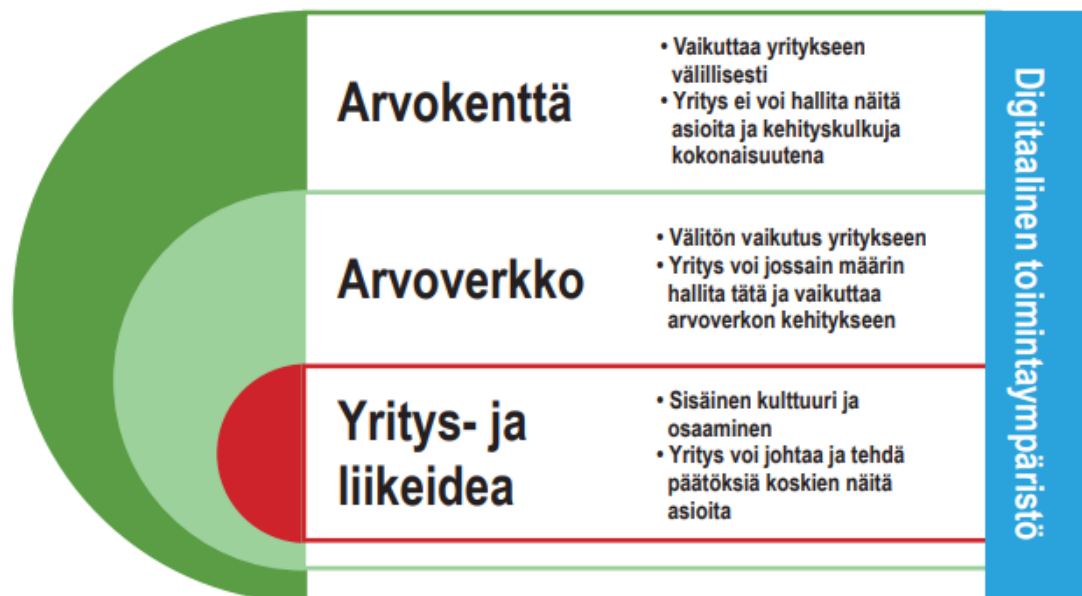 Arvokenttä
• Vaikuttaa yritykseen
välillisesti
• Yritys ei voi hallita näitä
asioita ja kehityskulkuja
kokonaisuutena
Arvoverkko
• Välitön vaikutus yritykseen
• Yritys voi jossain määrin
hallita tätä ja vaikuttaa
arvoverkon kehitykseen
Yritys- ja
liikeidea
• Sisäinen kulttuuri ja
osaaminen
• Yritys voi johtaa ja tehdä
päätöksiä koskien näitä
asioita
Digitaalinen toimintaympäristö